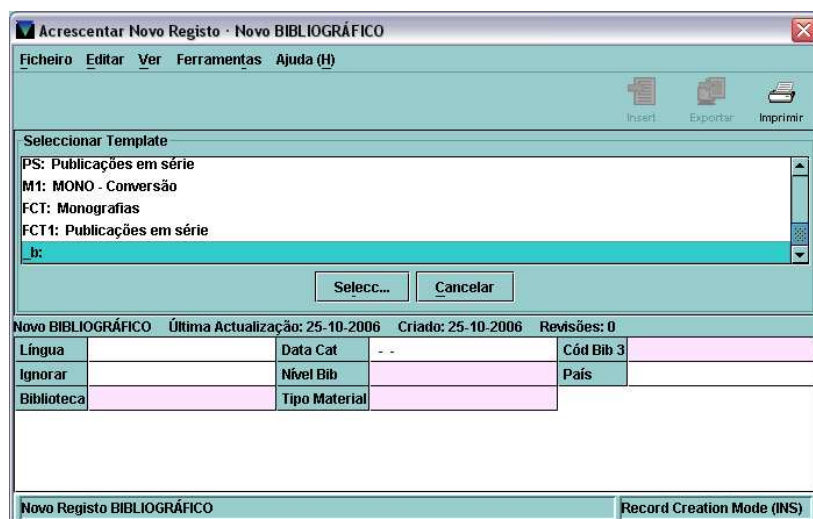 Acrescentar Novo Registo · Novo BIBLIOGRÁFICO
Ficheiro Editar Ver Ferramentas Ajuda (H)
Insert Exportar Imprimir
Seleccionar Template
PS: Publicações em série
M1: MONO - Conversão
FCT: Monografias
FCT1: Publicações em série
_b:
Selecc... Cancelar
Novo BIBLIOGRÁFICO Última Actualização: 25-10-2006 Criado: 25-10-2006 Revisões: 0
Língua Data Cat - - Cód Bib 3
Ignorar Nível Bib País
Biblioteca Tipo Material
Novo Registo BIBLIOGRÁFICO Record Creation Mode (INS)